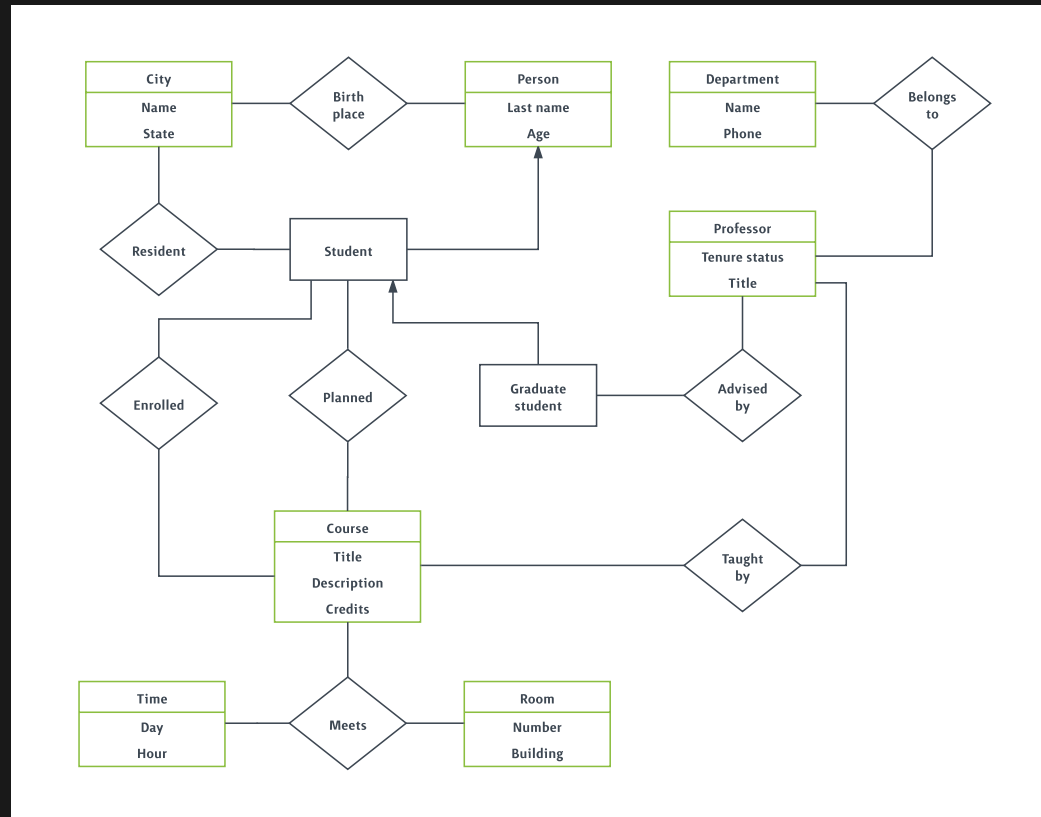 City
Name
State
Birth
place
Person
Last name
Age
Department
Name
Phone
Belongs
to
Resident
Student
Professor
Tenure status
Title
Enrolled
Planned
Graduate
student
Advised
by
Course
Title
Description
Credits
Taught
by
Time
Day
Hour
Meets
Room
Number
Building